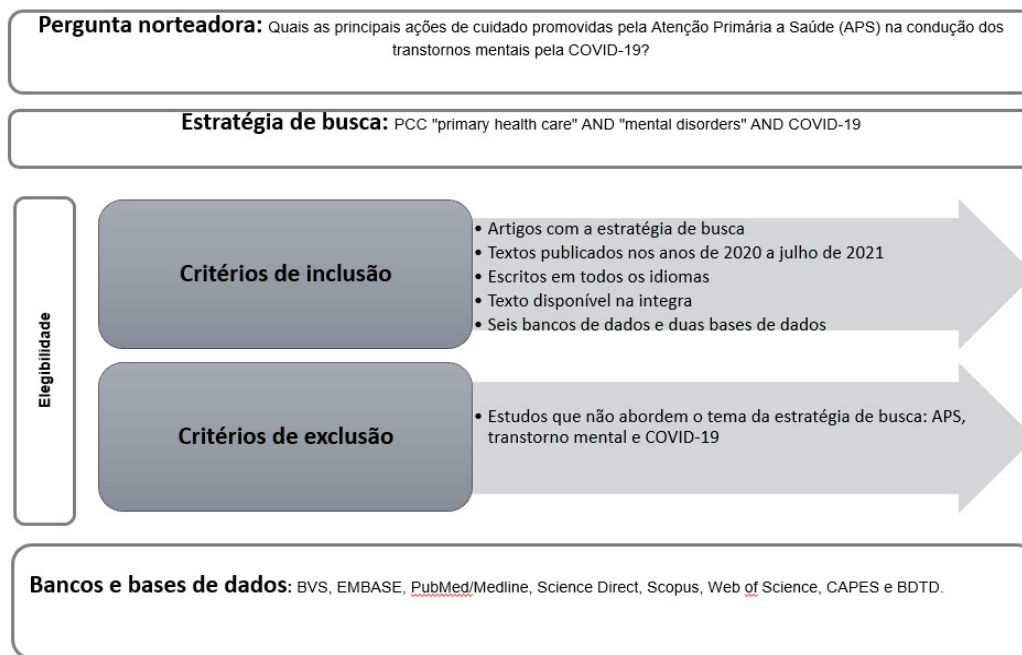 Pergunta norteadora: Quais as principais ações de cuidado promovidas pela Atenção Primária a Saúde (APS) na condução dos
transtornos mentais pela COVID-19?
Estratégia de busca: PCC "primary health care" AND "mental disorders" AND COVID-19
Elegibilidade
Critérios de inclusão
• Artigos com a estratégia de busca
• Textos publicados nos anos de 2020 a julho de 2021
• Escritos em todos os idiomas
• Texto disponível na integra
• Seis bancos de dados e duas bases de dados
Critérios de exclusão
• Estudos que não abordem o tema da estratégia de busca: APS,
transtorno mental e COVID-19
Bancos e bases de dados: BVS, EMBASE, PubMed/Medline, Science Direct, Scopus, Web of Science, CAPES e BDTD.